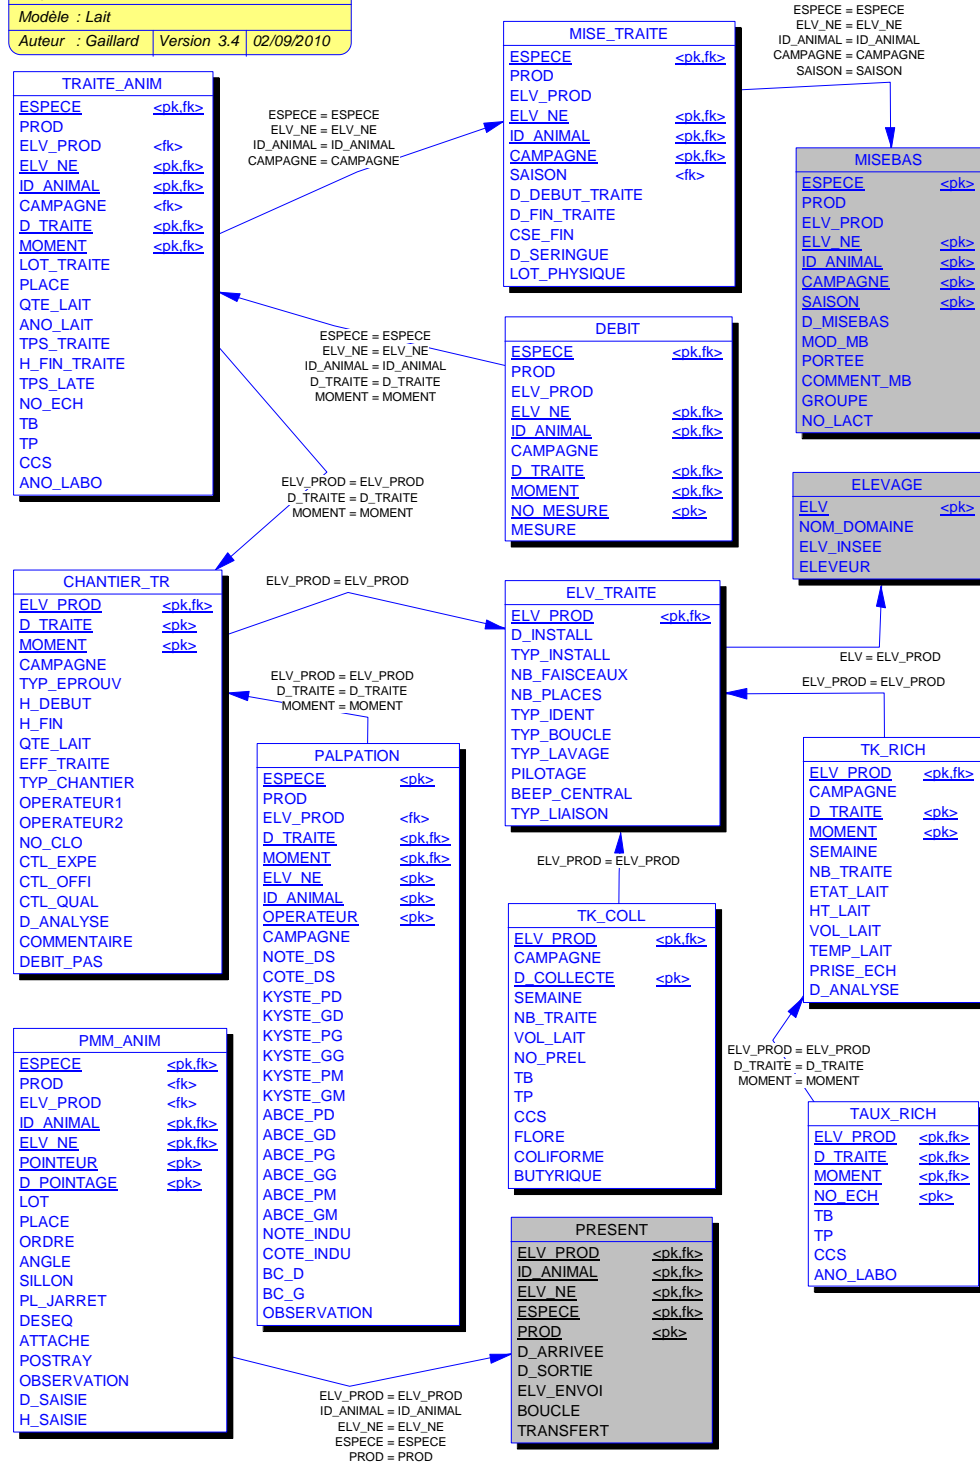 Modèle : Lait
Auteur : Gaillard Version 3.4 02/09/2010
TRAITE_ANIM
ESPECE <pk,fk>
PROD
ELV_PROD <fk>
ELV_NE <pk,fk>
ID_ANIMAL <pk,fk>
CAMPAGNE <fk>
D_TRAITE <pk,fk>
MOMENT <pk,fk>
LOT_TRAITE
PLACE
QTE_LAIT
ANO_LAIT
TPS_TRAITE
H_FIN_TRAITE
TPS_LATE
NO_ECH
TB
TP
CCS
ANO_LABO
ESPECE = ESPECE
ELV_NE = ELV_NE
ID_ANIMAL = ID_ANIMAL
CAMPAGNE = CAMPAGNE
MISE_TRAITE
ESPECE <pk,fk>
PROD
ELV_PROD
ELV_NE <pk,fk>
ID_ANIMAL <pk,fk>
CAMPAGNE <pk,fk>
SAISON <fk>
D_DEBUT_TRAITE
D_FIN_TRAITE
CSE_FIN
D_SERINGUE
LOT_PHYSIQUE
ESPECE = ESPECE
ELV_NE = ELV_NE
ID_ANIMAL = ID_ANIMAL
CAMPAGNE = CAMPAGNE
SAISON = SAISON
MISEBAS
ESPECE <pk>
PROD
ELV_PROD
ELV_NE <pk>
ID_ANIMAL <pk>
CAMPAGNE <pk>
SAISON <pk>
D_MISEBAS
MOD_MB
PORTEE
COMMENT_MB
GROUPE
NO_LACT
ESPECE = ESPECE
ELV_NE = ELV_NE
ID_ANIMAL = ID_ANIMAL
D_TRAITE = D_TRAITE
MOMENT = MOMENT
DEBIT
ESPECE <pk,fk>
PROD
ELV_PROD
ELV_NE <pk,fk>
ID_ANIMAL <pk,fk>
CAMPAGNE
D_TRAITE <pk,fk>
MOMENT <pk,fk>
NO_MESURE <pk>
MESURE
ELV_PROD = ELV_PROD
D_TRAITE = D_TRAITE
MOMENT = MOMENT
ELEVAGE
ELV <pk>
NOM_DOMAINE
ELV_INSEE
ELEVEUR
CHANTIER_TR
ELV_PROD <pk,fk>
D_TRAITE <pk>
MOMENT <pk>
CAMPAGNE
TYP_EPROUV
H_DEBUT
H_FIN
QTE_LAIT
EFF_TRAITE
TYP_CHANTIER
OPERATEUR1
OPERATEUR2
NO_CLO
CTL_EXPE
CTL_OFFI
CTL_QUAL
D_ANALYSE
COMMENTAIRE
DEBIT_PAS
ELV_PROD = ELV_PROD
ELV_TRAITE
ELV_PROD <pk,fk>
D_INSTALL
TYP_INSTALL
NB_FAISCEAUX
NB_PLACES
TYP_IDENT
TYP_BOUCLE
TYP_LAVAGE
PILOTAGE
BEEP_CENTRAL
TYP_LIAISON
ELV = ELV_PROD
ELV_PROD = ELV_PROD
ELV_PROD = ELV_PROD
D_TRAITE = D_TRAITE
MOMENT = MOMENT
PALPATION
ESPECE <pk>
PROD
ELV_PROD <fk>
D_TRAITE <pk,fk>
MOMENT <pk,fk>
ELV_NE <pk>
ID_ANIMAL <pk>
OPERATEUR <pk>
CAMPAGNE
NOTE_DS
COTE_DS
KYSTE_PD
KYSTE_GD
KYSTE_PG
KYSTE_GG
KYSTE_PM
KYSTE_GM
ABCE_PD
ABCE_GD
ABCE_PG
ABCE_GG
ABCE_PM
ABCE_GM
NOTE_INDU
COTE_INDU
BC_D
BC_G
OBSERVATION
TK_RICH
ELV_PROD <pk,fk>
CAMPAGNE
D_TRAITE <pk>
MOMENT <pk>
SEMAINE
NB_TRAITE
ETAT_LAIT
HT_LAIT
VOL_LAIT
TEMP_LAIT
PRISE_ECH
D_ANALYSE
ELV_PROD = ELV_PROD
TK_COLL
ELV_PROD <pk,fk>
CAMPAGNE
D_COLLECTE <pk>
SEMAINE
NB_TRAITE
VOL_LAIT
NO_PREL
TB
TP
CCS
FLORE
COLIFORME
BUTYRIQUE
ELV_PROD = ELV_PROD
D_TRAITE = D_TRAITE
MOMENT = MOMENT
TAUX_RICH
ELV_PROD <pk,fk>
D_TRAITE <pk,fk>
MOMENT <pk,fk>
NO_ECH <pk>
TB
TP
CCS
ANO_LABO
PMM_ANIM
ESPECE <pk,fk>
PROD <fk>
ELV_PROD <fk>
ID_ANIMAL <pk,fk>
ELV_NE <pk,fk>
POINTEUR <pk>
D_POINTAGE <pk>
LOT
PLACE
ORDRE
ANGLE
SILLON
PL_JARRET
DESEQ
ATTACHE
POSTRAY
OBSERVATION
D_SAISIE
H_SAISIE
PRESENT
ELV_PROD <pk,fk>
ID_ANIMAL <pk,fk>
ELV_NE <pk,fk>
ESPECE <pk,fk>
PROD <pk>
D_ARRIVEE
D_SORTIE
ELV_ENVOI
BOUCLE
TRANSFERT
ELV_PROD = ELV_PROD
ID_ANIMAL = ID_ANIMAL
ELV_NE = ELV_NE
ESPECE = ESPECE
PROD = PROD